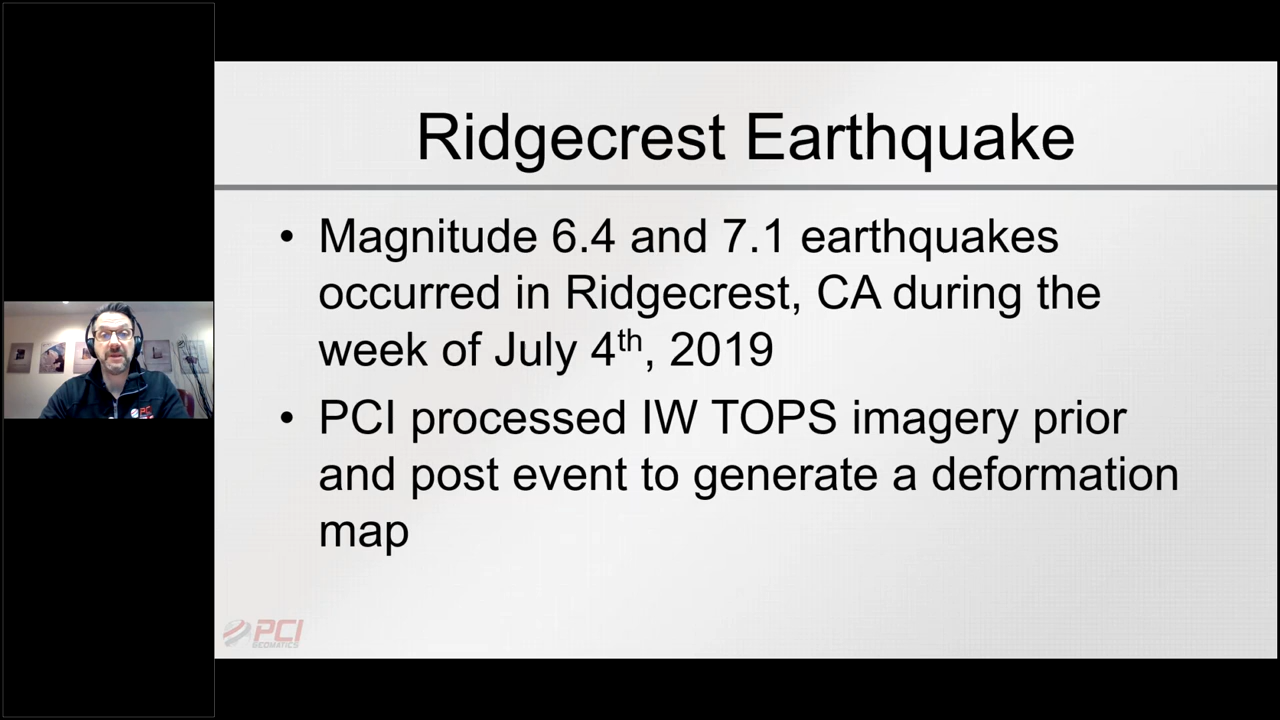 Ridgecrest Earthquake
• Magnitude 6.4 and 7.1 earthquakes
occurred in Ridgecrest, CA during the
week of July 4th, 2019
• PCI processed IW TOPS imagery prior
and post event to generate a deformation
map
PCI
GEOMATICS
PCI